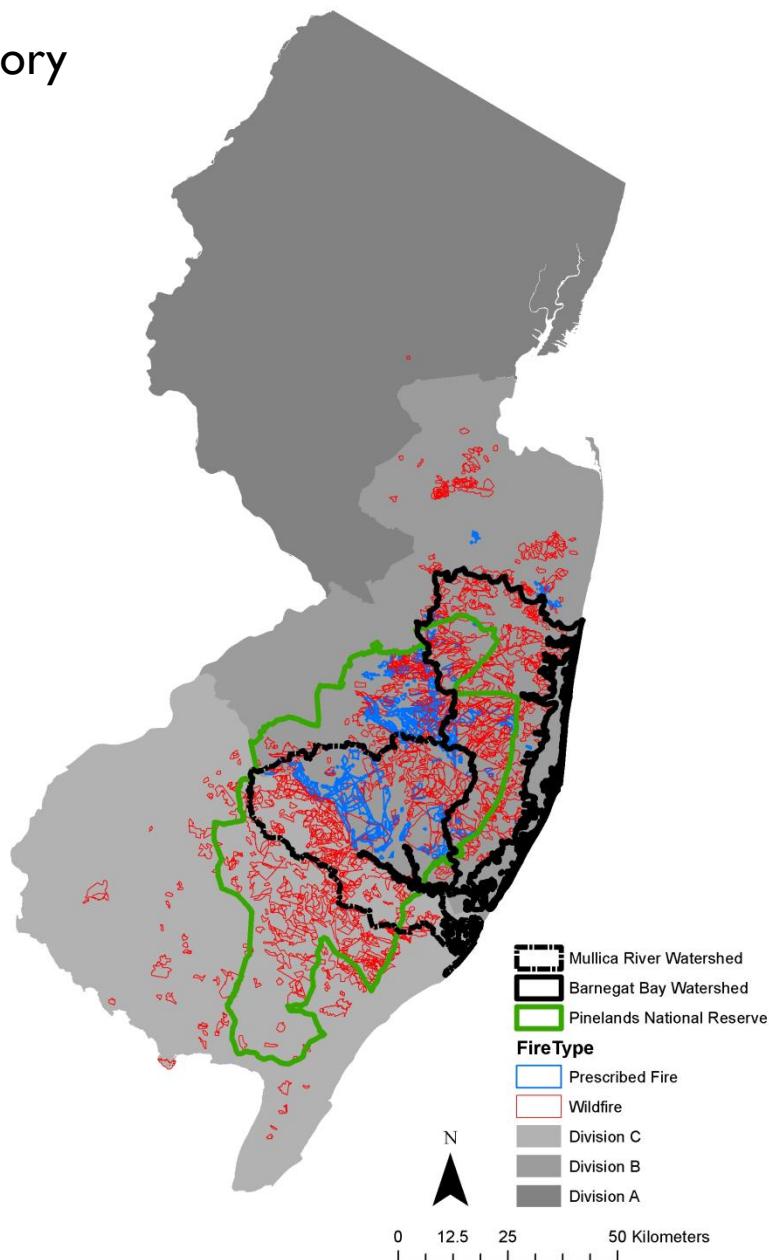 ory
Mullica River Watershed
Barnegat Bay Watershed
Pinelands National Reserve
FireType
Prescribed Fire
Wildfire
Division C
Division B
Division A
N
0 12.5 25 50 Kilometers